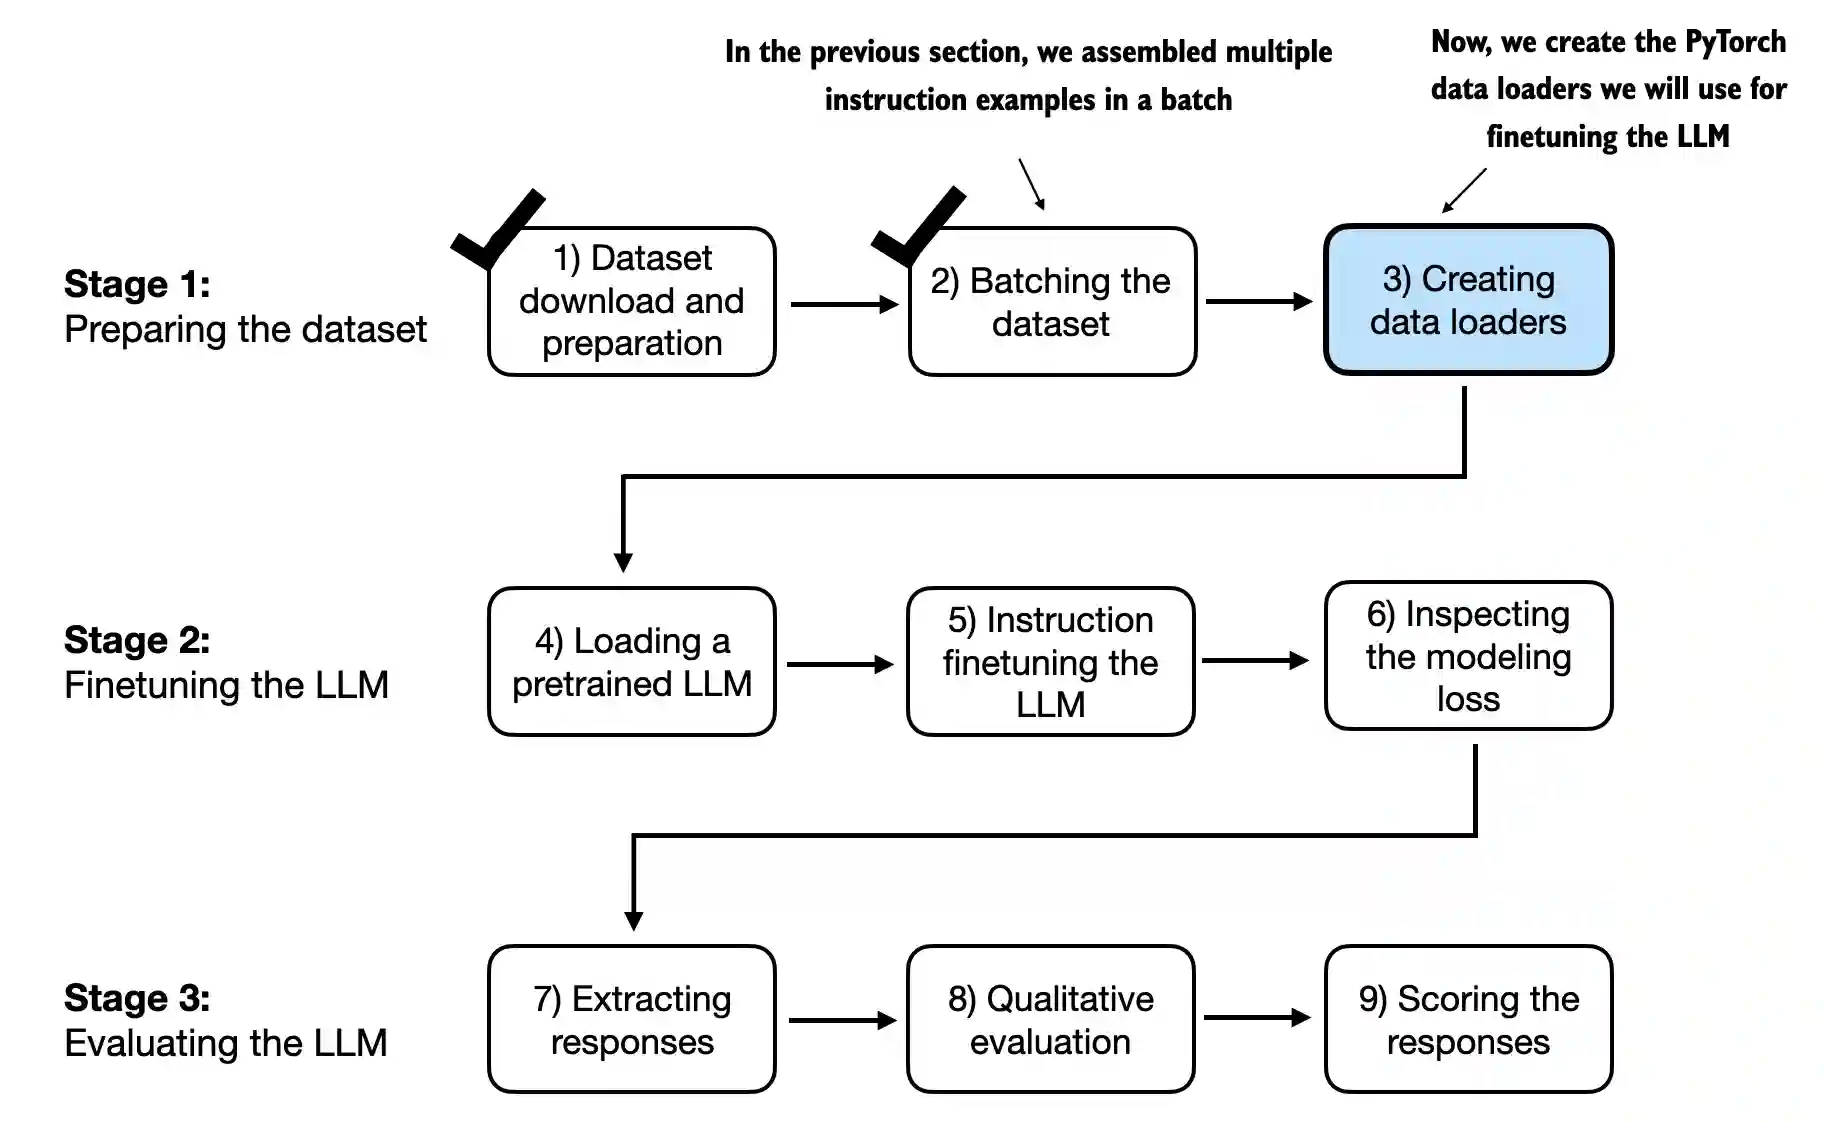 In the previous section, we assembled multiple
instruction examples in a batch
Now, we create the PyTorch
data loaders we will use for
finetuning the LLM
Stage 1:
Preparing the dataset
1) Dataset
download and
preparation
2) Batching the
dataset
3) Creating
data loaders
Stage 2:
Finetuning the LLM
4) Loading a
pretrained LLM
5) Instruction
finetuning the
LLM
6) Inspecting
the modeling
loss
Stage 3:
Evaluating the LLM
7) Extracting
responses
8) Qualitative
evaluation
9) Scoring the
responses